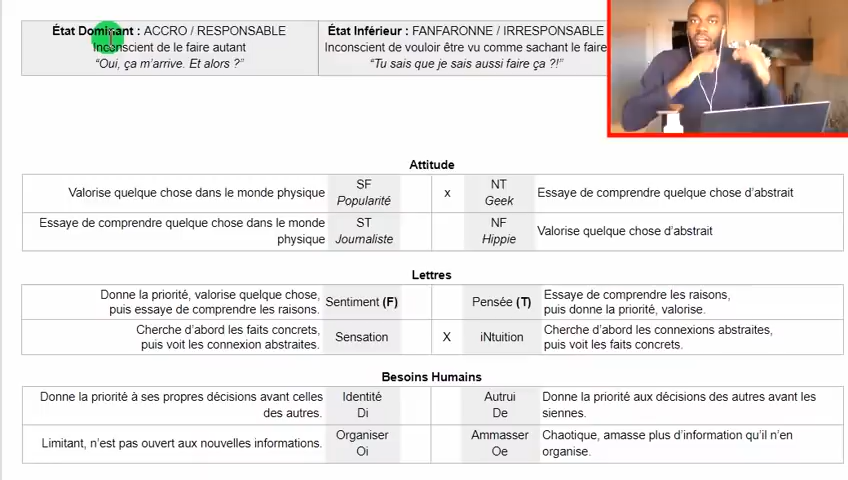 État Dominant : ACCRO / RESPONSABLE
Inconscient de le faire autant
“Oui, ça m’arrive. Et alors ?”
État Inférieur : FANFARONNE / IRRESPONSABLE
Inconscient de vouloir être vu comme sachant le faire
“Tu sais que je sais aussi faire ça ?!”
Attitude
Valorise quelque chose dans le monde physique
SF
Popularité
x
NT
Geek
Essaye de comprendre quelque chose d’abstrait
Essaye de comprendre quelque chose dans le monde
physique
ST
Journaliste
NF
Hippie
Valorise quelque chose d’abstrait
Lettres
Donne la priorité, valorise quelque chose,
puis essaye de comprendre les raisons.
Sentiment (F)
Pensée (T)
Essaye de comprendre les raisons,
puis donne la priorité, valorise.
Cherche d’abord les faits concrets,
puis voit les connexion abstraites.
Sensation
X
iNtuition
Cherche d’abord les connexions abstraites,
puis voit les faits concrets.
Besoins Humains
Donne la priorité à ses propres décisions avant celles
des autres.
Identité
Di
Autrui
De
Donne la priorité aux décisions des autres avant les
siennes.
Limitant, n’est pas ouvert aux nouvelles informations.
Organiser
Oi
Ammasser
Oe
Chaotique, amasse plus d’information qu’il n’en
organise.